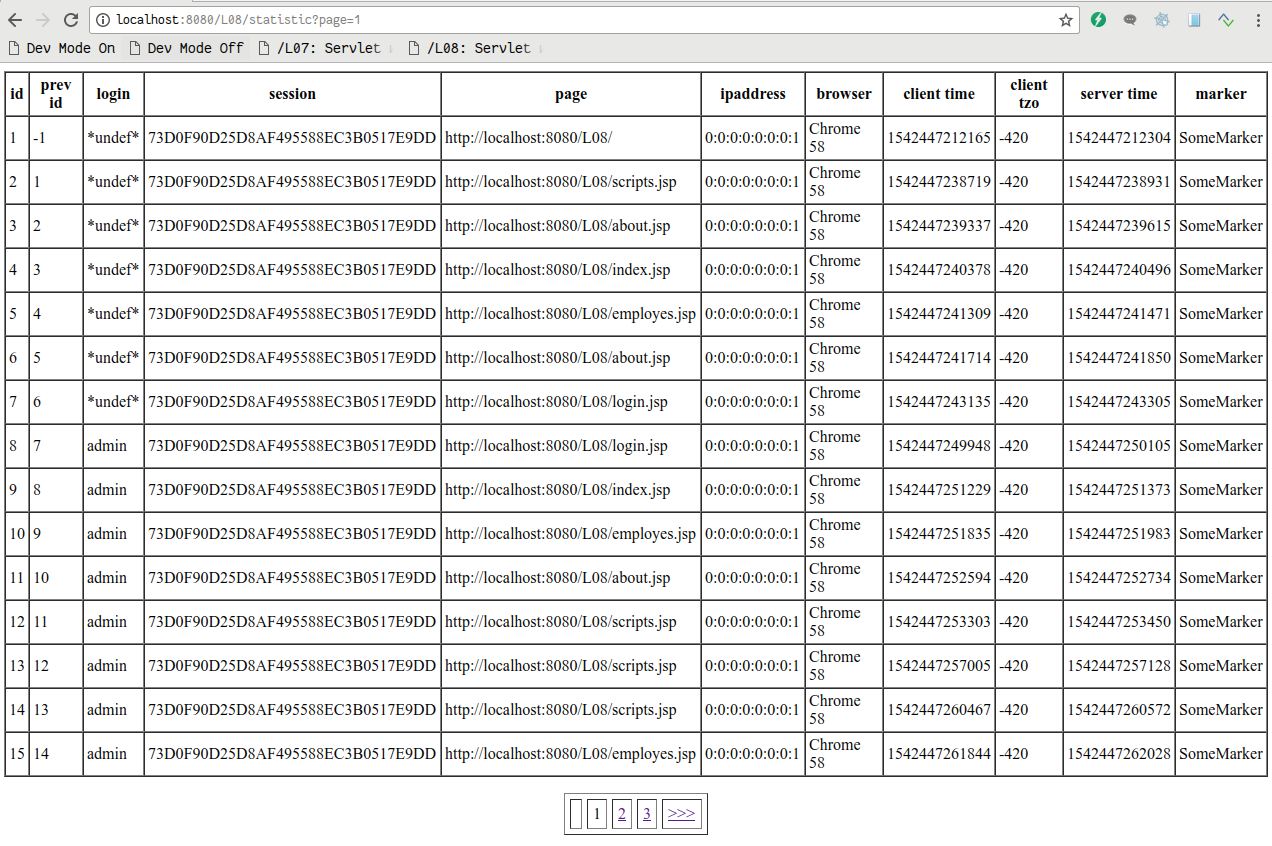 localhost:8080/L08/statistic?page=1
Dev Mode On Dev Mode Off /L07: Servlet /L08: Servlet
id prev id login session page ipaddress browser client time client tzo server time marker
1 -1 *undef* 73D0F90D25D8AF495588EC3B0517E9DD http://localhost:8080/L08/ 0:0:0:0:0:0:0:1 Chrome 58 1542447212165 -420 1542447212304 SomeMarker
2 1 *undef* 73D0F90D25D8AF495588EC3B0517E9DD http://localhost:8080/L08/scripts.jsp 0:0:0:0:0:0:0:1 Chrome 58 1542447238719 -420 1542447238931 SomeMarker
3 2 *undef* 73D0F90D25D8AF495588EC3B0517E9DD http://localhost:8080/L08/about.jsp 0:0:0:0:0:0:0:1 Chrome 58 1542447239337 -420 1542447239615 SomeMarker
4 3 *undef* 73D0F90D25D8AF495588EC3B0517E9DD http://localhost:8080/L08/index.jsp 0:0:0:0:0:0:0:1 Chrome 58 1542447240378 -420 1542447240496 SomeMarker
5 4 *undef* 73D0F90D25D8AF495588EC3B0517E9DD http://localhost:8080/L08/employes.jsp 0:0:0:0:0:0:0:1 Chrome 58 1542447241309 -420 1542447241471 SomeMarker
6 5 *undef* 73D0F90D25D8AF495588EC3B0517E9DD http://localhost:8080/L08/about.jsp 0:0:0:0:0:0:0:1 Chrome 58 1542447241714 -420 1542447241850 SomeMarker
7 6 *undef* 73D0F90D25D8AF495588EC3B0517E9DD http://localhost:8080/L08/login.jsp 0:0:0:0:0:0:0:1 Chrome 58 1542447243135 -420 1542447243305 SomeMarker
8 7 admin 73D0F90D25D8AF495588EC3B0517E9DD http://localhost:8080/L08/login.jsp 0:0:0:0:0:0:0:1 Chrome 58 1542447249948 -420 1542447250105 SomeMarker
9 8 admin 73D0F90D25D8AF495588EC3B0517E9DD http://localhost:8080/L08/index.jsp 0:0:0:0:0:0:0:1 Chrome 58 1542447251229 -420 1542447251373 SomeMarker
10 9 admin 73D0F90D25D8AF495588EC3B0517E9DD http://localhost:8080/L08/employes.jsp 0:0:0:0:0:0:0:1 Chrome 58 1542447251835 -420 1542447251983 SomeMarker
11 10 admin 73D0F90D25D8AF495588EC3B0517E9DD http://localhost:8080/L08/about.jsp 0:0:0:0:0:0:0:1 Chrome 58 1542447252594 -420 1542447252734 SomeMarker
12 11 admin 73D0F90D25D8AF495588EC3B0517E9DD http://localhost:8080/L08/scripts.jsp 0:0:0:0:0:0:0:1 Chrome 58 1542447253303 -420 1542447253450 SomeMarker
13 12 admin 73D0F90D25D8AF495588EC3B0517E9DD http://localhost:8080/L08/scripts.jsp 0:0:0:0:0:0:0:1 Chrome 58 1542447257005 -420 1542447257128 SomeMarker
14 13 admin 73D0F90D25D8AF495588EC3B0517E9DD http://localhost:8080/L08/scripts.jsp 0:0:0:0:0:0:0:1 Chrome 58 1542447260467 -420 1542447260572 SomeMarker
15 14 admin 73D0F90D25D8AF495588EC3B0517E9DD http://localhost:8080/L08/employes.jsp 0:0:0:0:0:0:0:1 Chrome 58 1542447261844 -420 1542447262028 SomeMarker
1 2 3 >>>